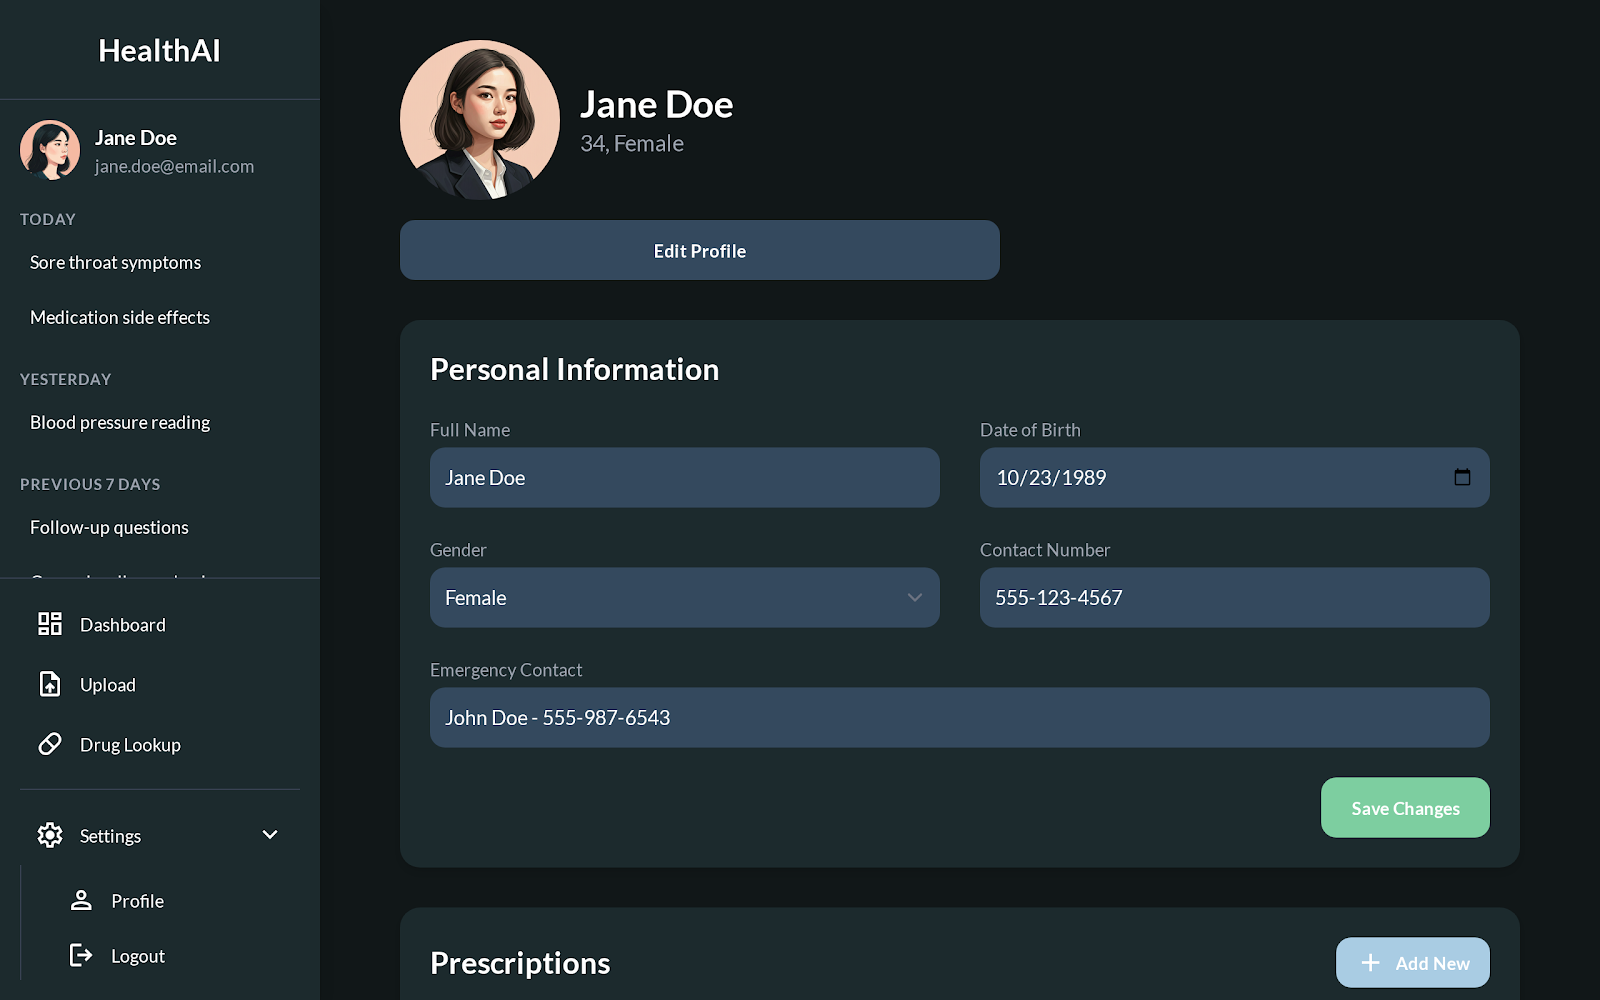 HealthAI
Jane Doe
jane.doe@email.com
TODAY
Sore throat symptoms
Medication side effects
YESTERDAY
Blood pressure reading
PREVIOUS 7 DAYS
Follow-up questions
Dashboard
Upload
Drug Lookup
Settings
Profile
Logout
Jane Doe
34, Female
Edit Profile
Personal Information
Full Name
Jane Doe
Date of Birth
10/23/1989
Gender
Female
Contact Number
555-123-4567
Emergency Contact
John Doe - 555-987-6543
Save Changes
Prescriptions
Add New